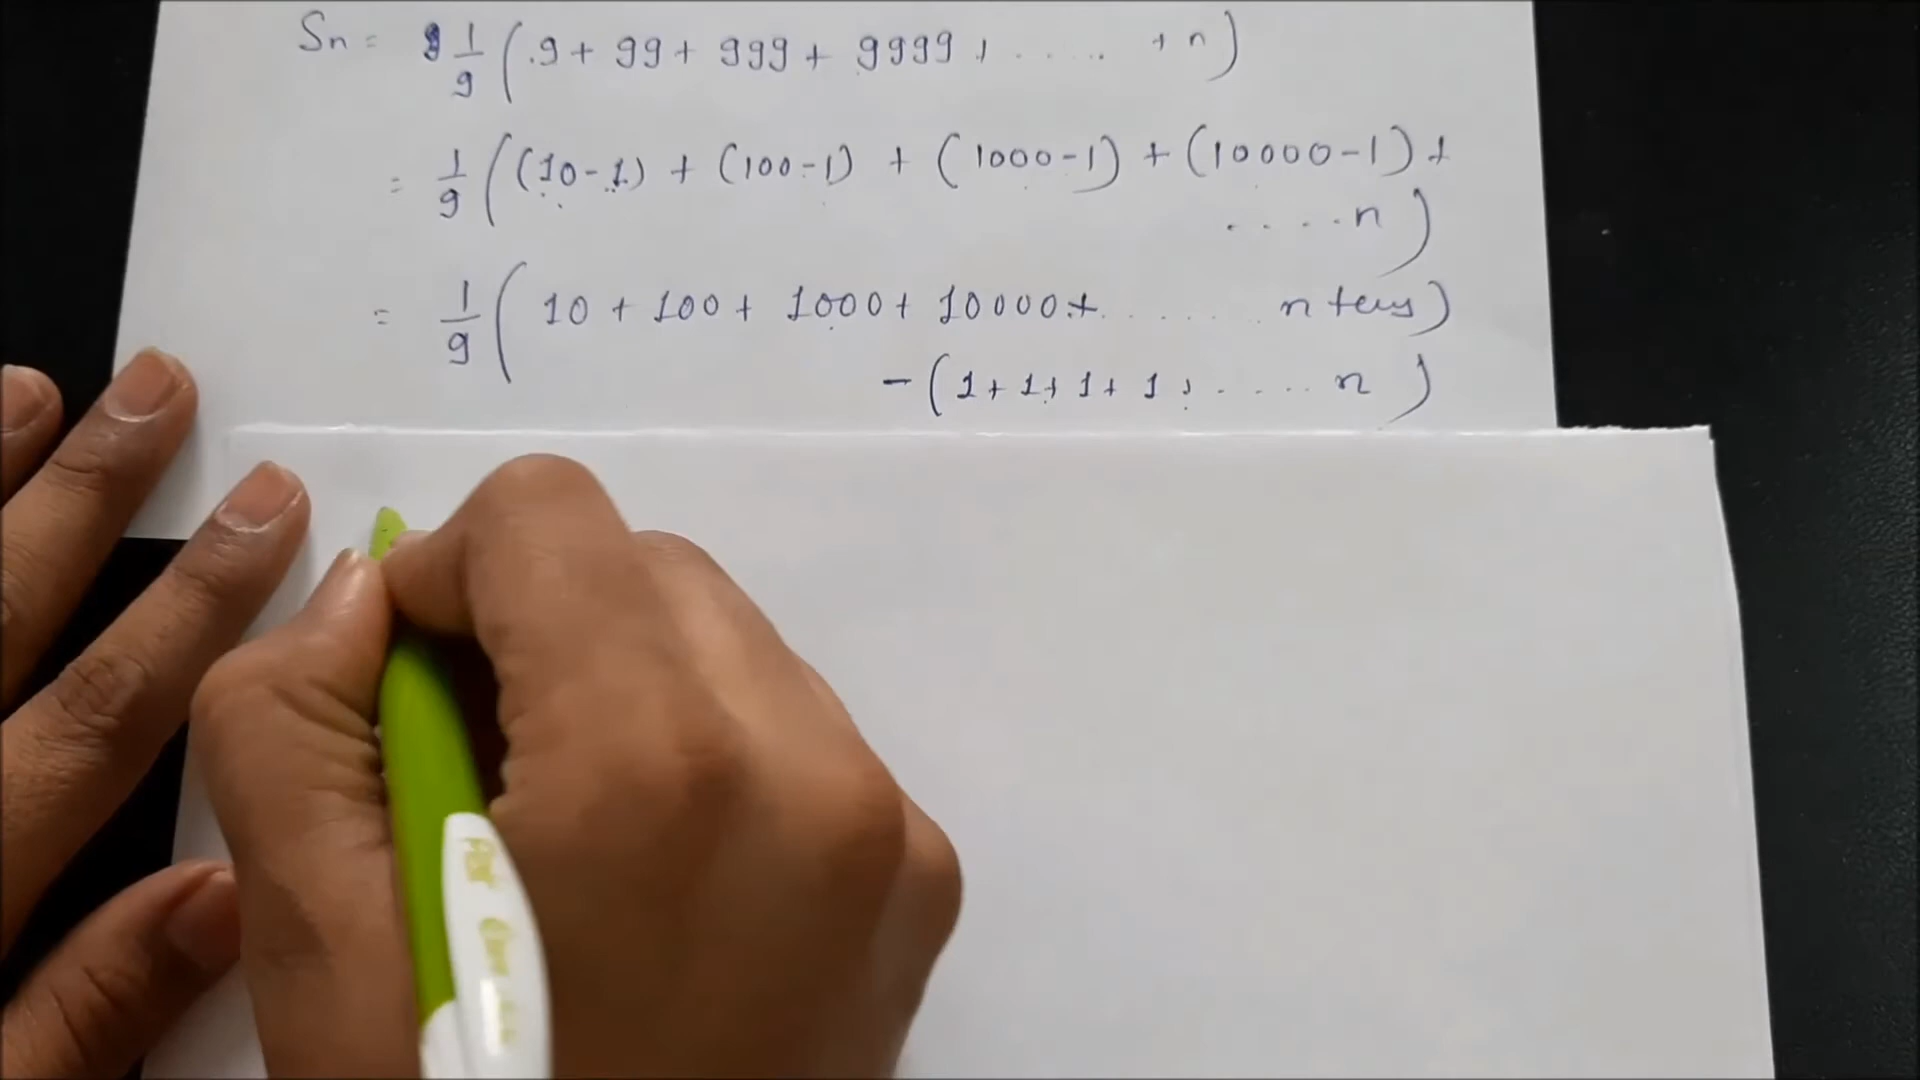 Sn = 1/9 (.9 + 99 + 999 + 9999 + ..... + n)
= 1/9 ((10-1) + (100-1) + (1000-1) + (10000-1) +
....n)
= 1/9 (10 + 100 + 1000 + 10000+ ....... n terms)
- (1+1+1+1+ ..... n)